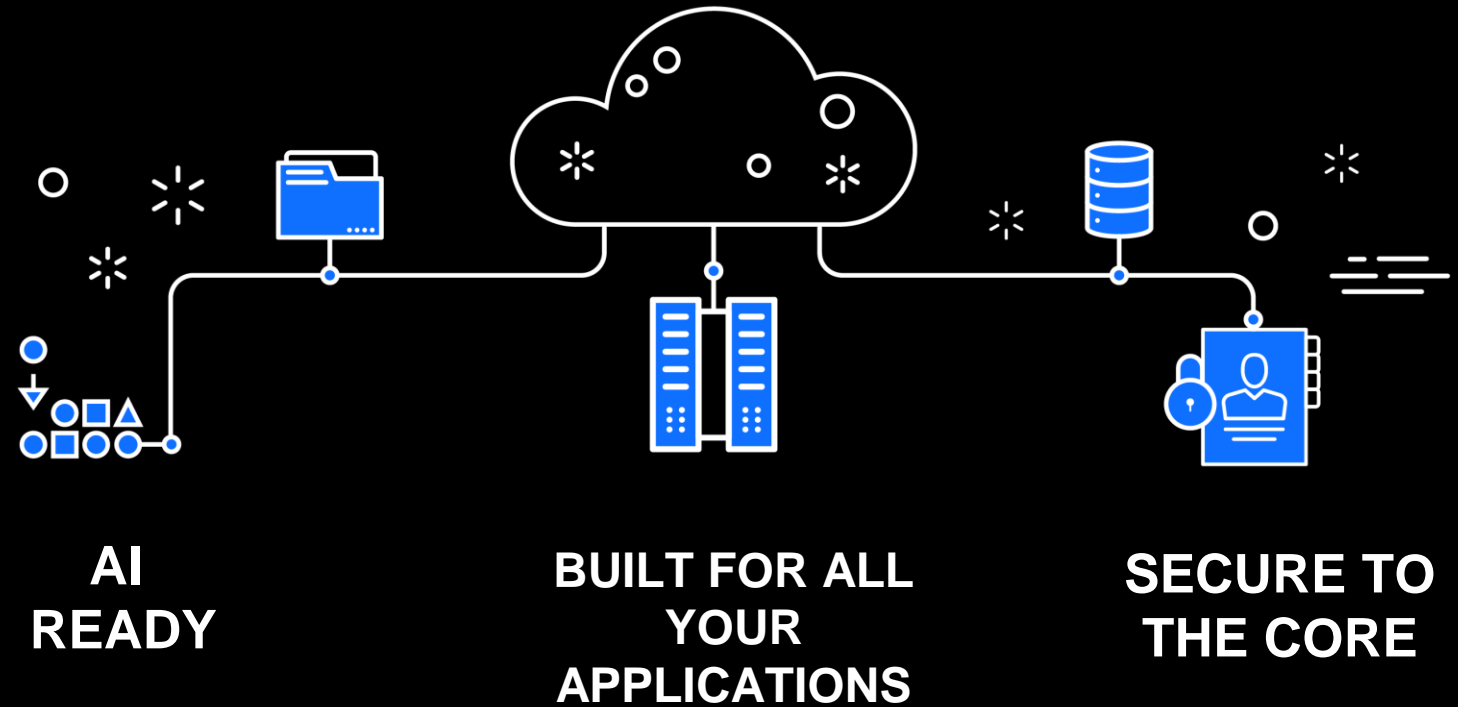 AI
READY
BUILT FOR ALL
YOUR
APPLICATIONS
SECURE TO
THE CORE